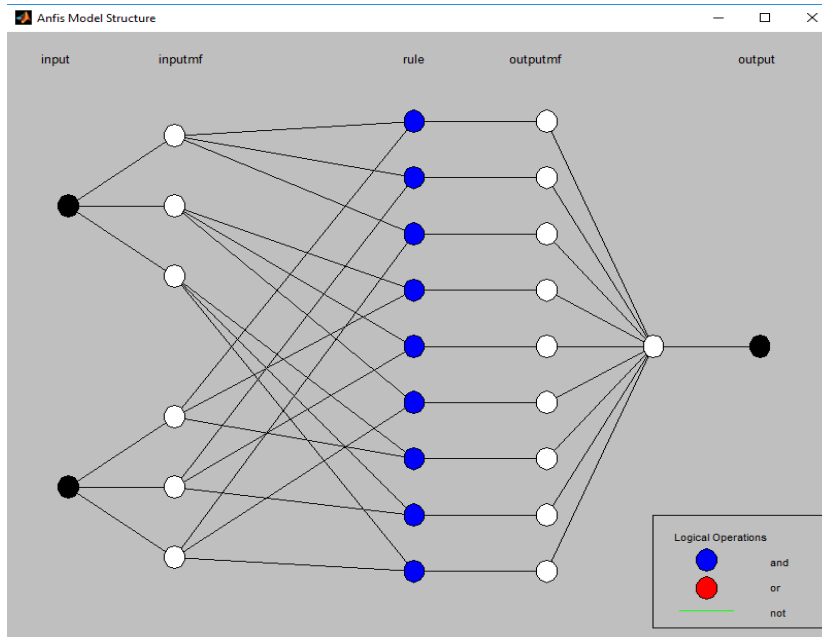 Anfis Model Structure
input inputmf rule outputmf output
Logical Operations
and
or
not